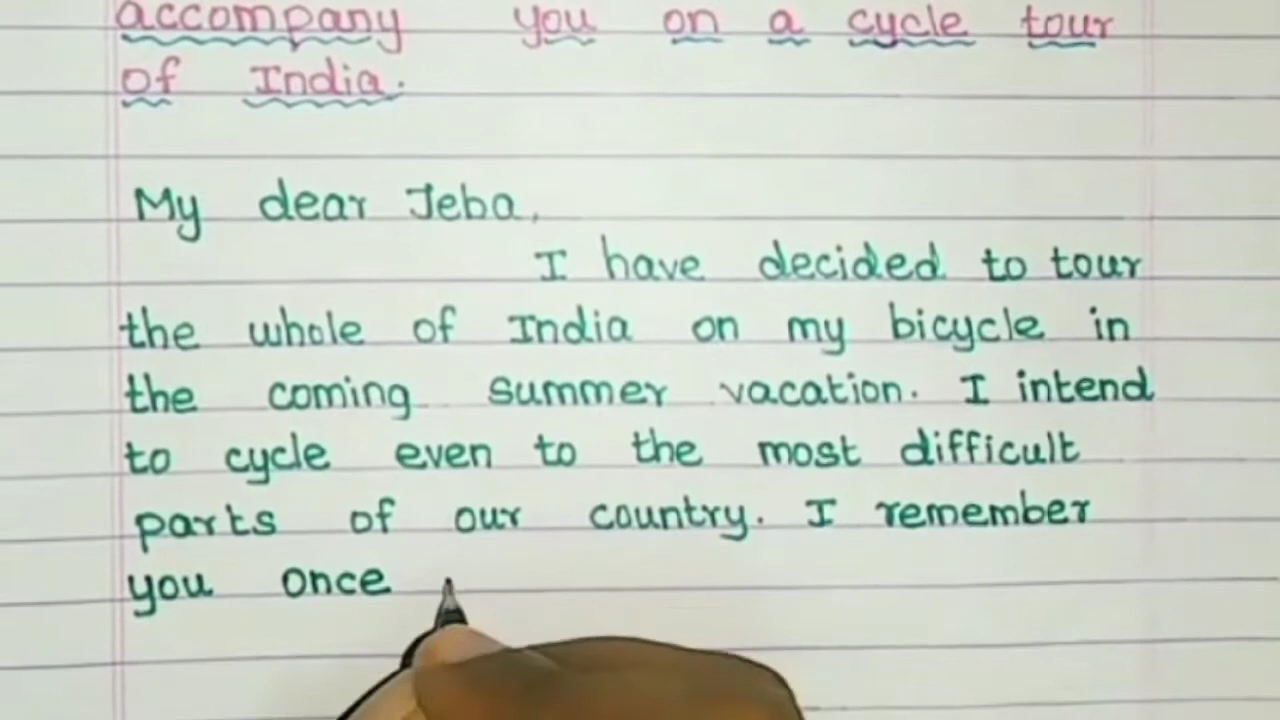 accompany you on a cycle tour
of India.
My dear Jeba,
I have decided to tour
the whole of India on my bicycle in
the coming summer vacation. I intend
to cycle even to the most difficult
parts of our country. I remember
you once